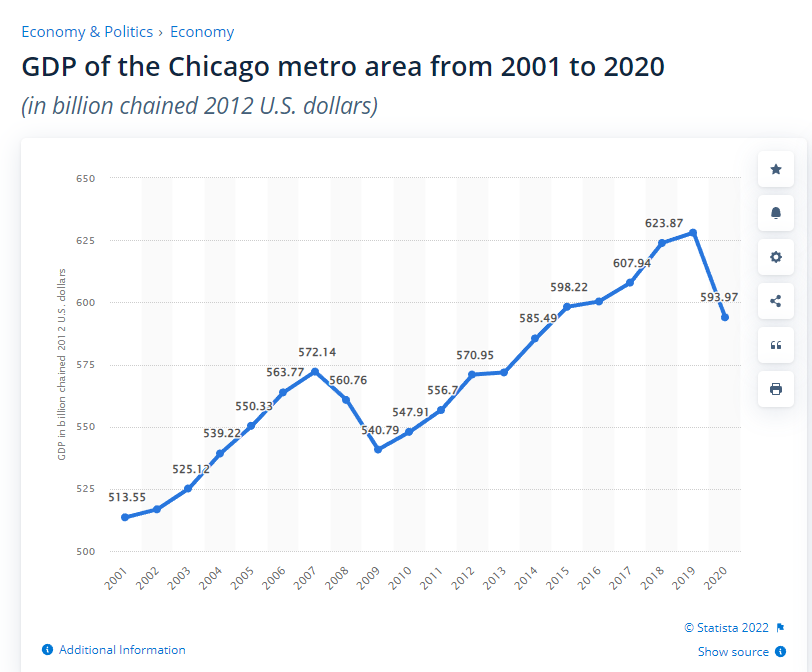 Economy & Politics › Economy
GDP of the Chicago metro area from 2001 to 2020
(in billion chained 2012 U.S. dollars)
GDP in billion chained 2012 U.S. dollars
650
625
600
575
550
525
500
513.55
525.12
539.22
550.33
563.77
572.14
560.76
540.79
547.91
556.7
570.95
585.49
598.22
607.94
623.87
593.97
2001 2002 2003 2004 2005 2006 2007 2008 2009 2010 2011 2012 2013 2014 2015 2016 2017 2018 2019 2020
© Statista 2022
Additional Information
Show source